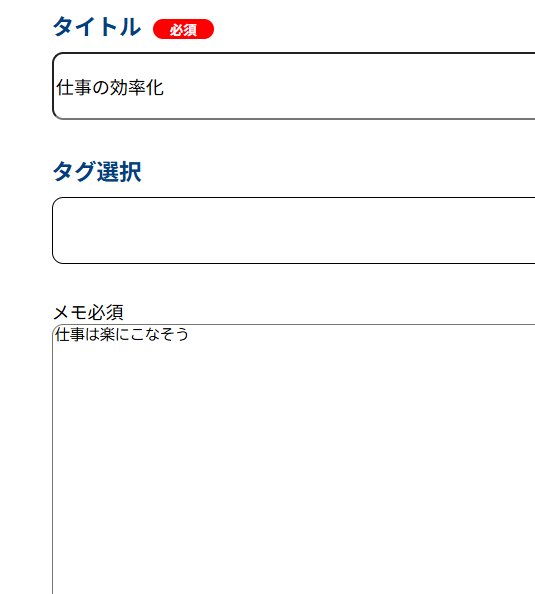 タイトル 必須
仕事の効率化
タグ選択
メモ必須
仕事は楽にこなそう